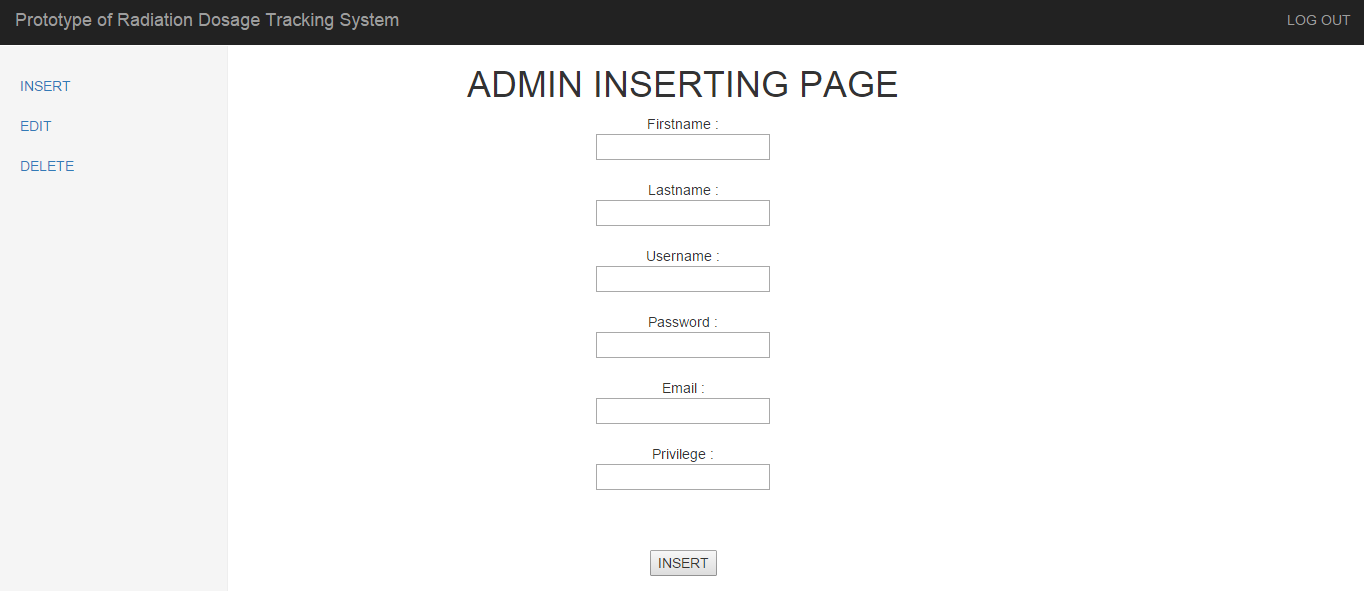 Prototype of Radiation Dosage Tracking System
LOG OUT
INSERT
EDIT
DELETE
ADMIN INSERTING PAGE
Firstname :
Lastname :
Username :
Password :
Email :
Privilege :
INSERT